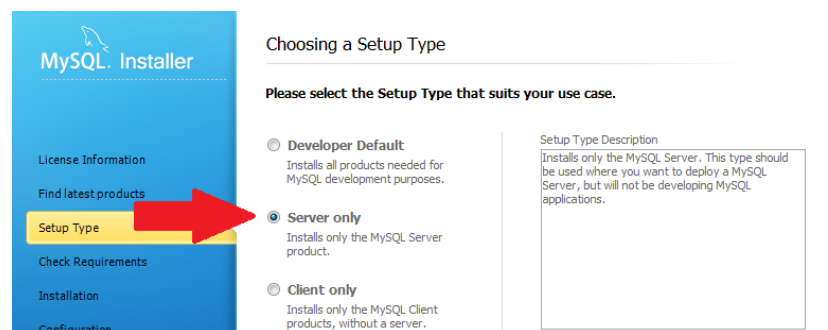 MySQL. Installer
License Information
Find latest products
Setup Type
Check Requirements
Installation
Configuration
Choosing a Setup Type
Please select the Setup Type that suits your use case.
Developer Default
Installs all products needed for
MySQL development purposes.
Server only
Installs only the MySQL Server
product.
Client only
Installs only the MySQL Client
products, without a server.
Setup Type Description
Installs only the MySQL Server. This type should
be used where you want to deploy a MySQL
Server, but will not be developing MySQL
applications.